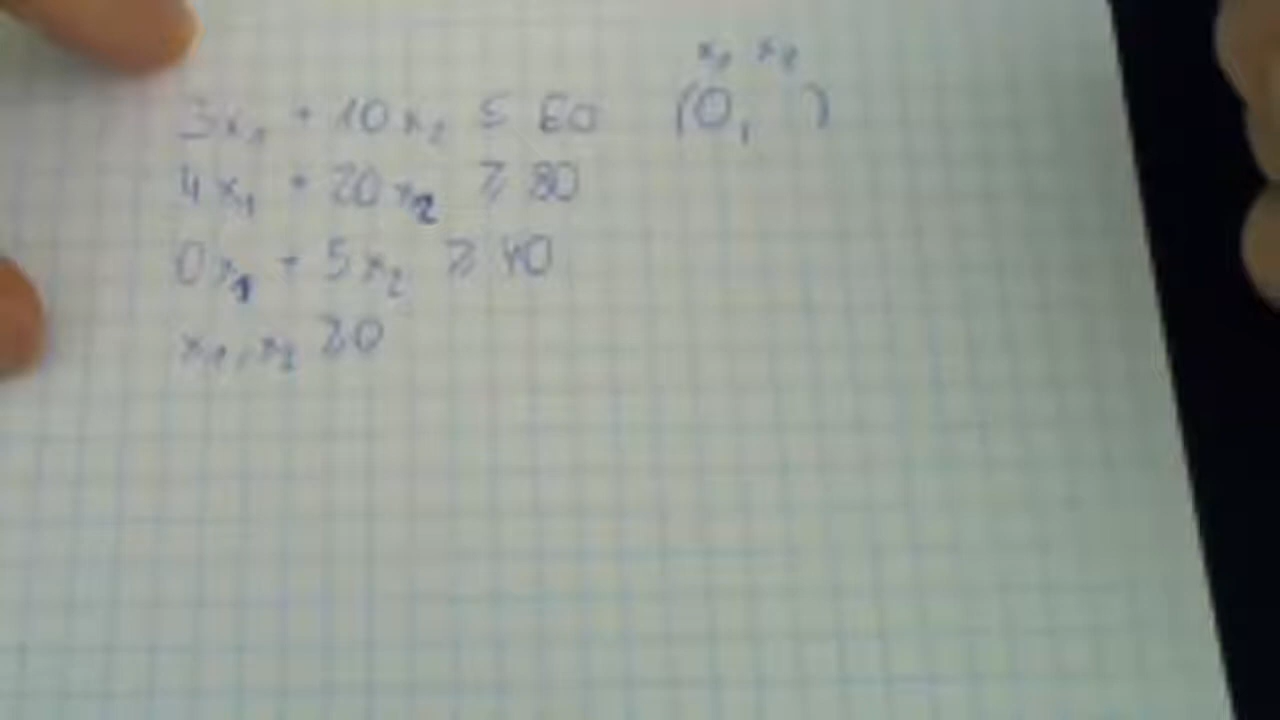 x₁ x₂
3x₁ + 10x₂ ≤ 60 (0, )
4x₁ + 20x₂ ≥ 80
0x₁ + 5x₂ ≥ 40
x₁, x₂ ≥0